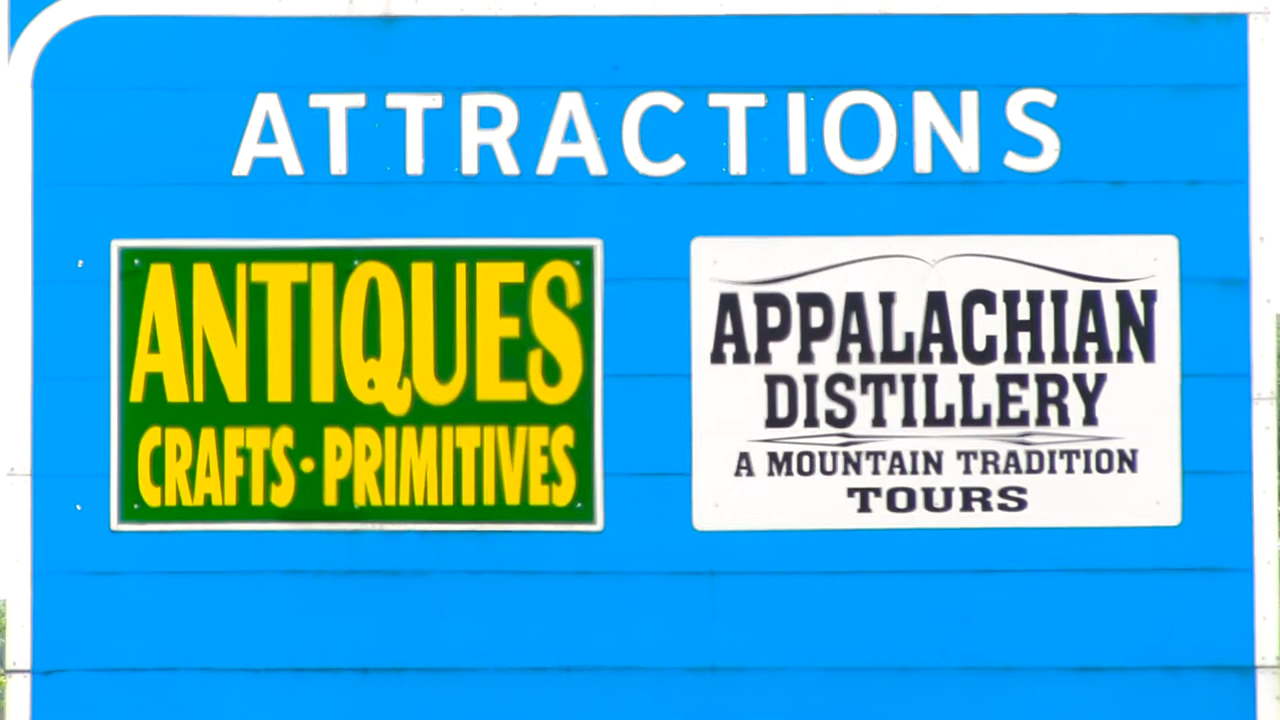 ATTRACTIONS
ANTIQUES
CRAFTS·PRIMITIVES
APPALACHIAN
DISTILLERY
A MOUNTAIN TRADITION
TOURS